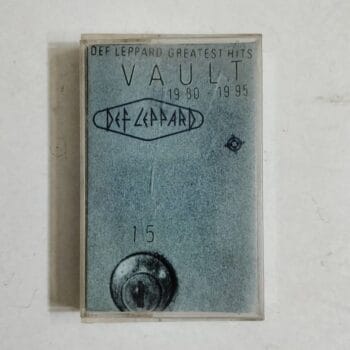 DEF LEPPARD GREATEST HITS
VAULT
1980 - 1995
DEF LEPPARD
15